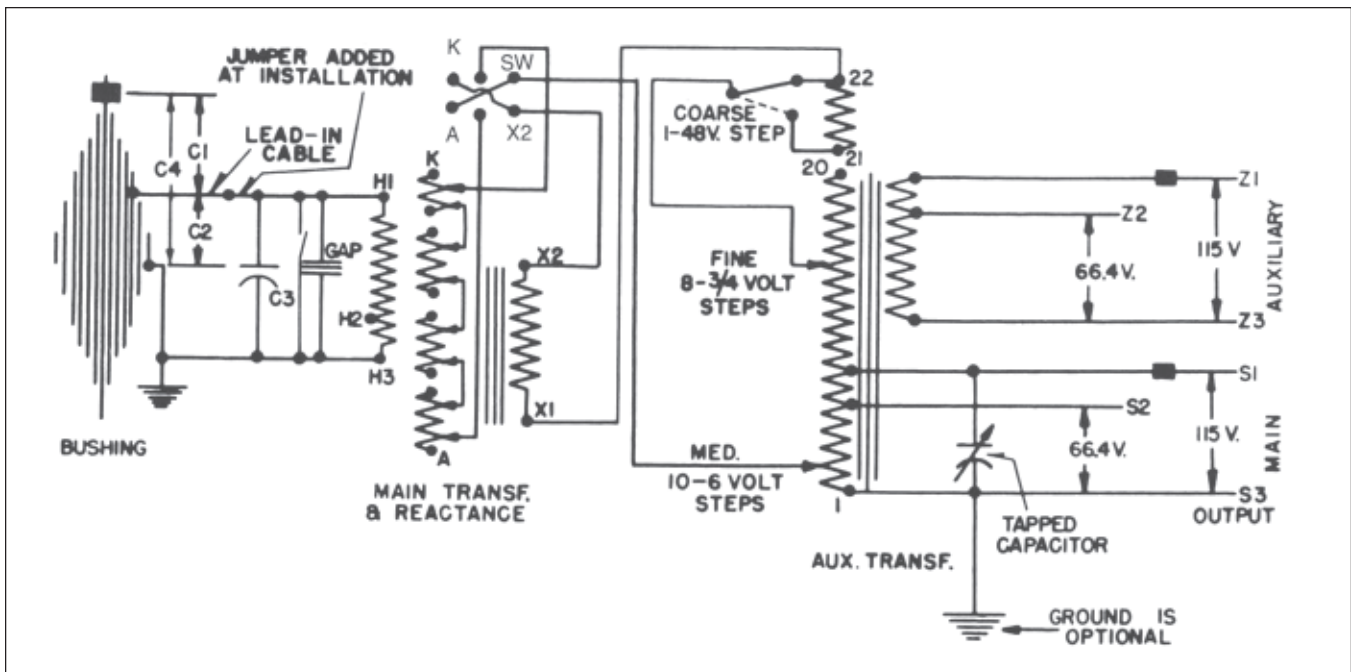 JUMPER ADDED
AT INSTALLATION
LEAD-IN
CABLE
C1
C4
C2
C3
GAP
H1
H2
H3
BUSHING
K
SW
A
X2
K
A
X2
X1
MAIN TRANSF.
& REACTANCE
COARSE
1-48V. STEP
22
21
20
FINE
8-3/4 VOLT
STEPS
MED.
10-6 VOLT
STEPS
1
AUX. TRANSF.
TAPPED
CAPACITOR
Z1
Z2
115 V
66.4 V.
Z3
AUXILIARY
S1
S2
115 V.
66.4 V.
S3
MAIN
OUTPUT
GROUND IS
OPTIONAL